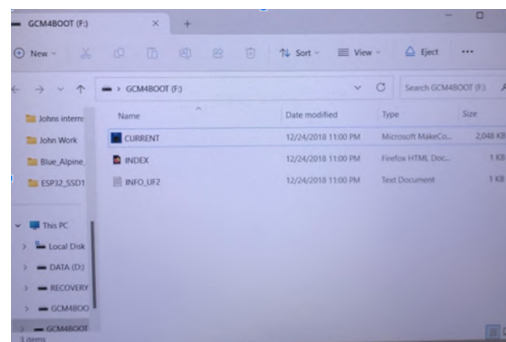 GCM4BOOT (F:)
New Sort View Eject
GCM4BOOT (F:) Search GCM4BOOT (F:)
Name Date modified Type Size
CURRENT 12/24/2018 11:00 PM Microsoft MakeCo... 2,048 KB
INDEX 12/24/2018 11:00 PM Firefox HTML Doc... 1 KB
INFO_UF2 12/24/2018 11:00 PM Text Document 1 KB
Johns interns
John Work
Blue_Alpine_
ESP32_SSD1
This PC
Local Disk
DATA (D:)
RECOVERY
GCM4BOO
GCM4BOOT
3 items